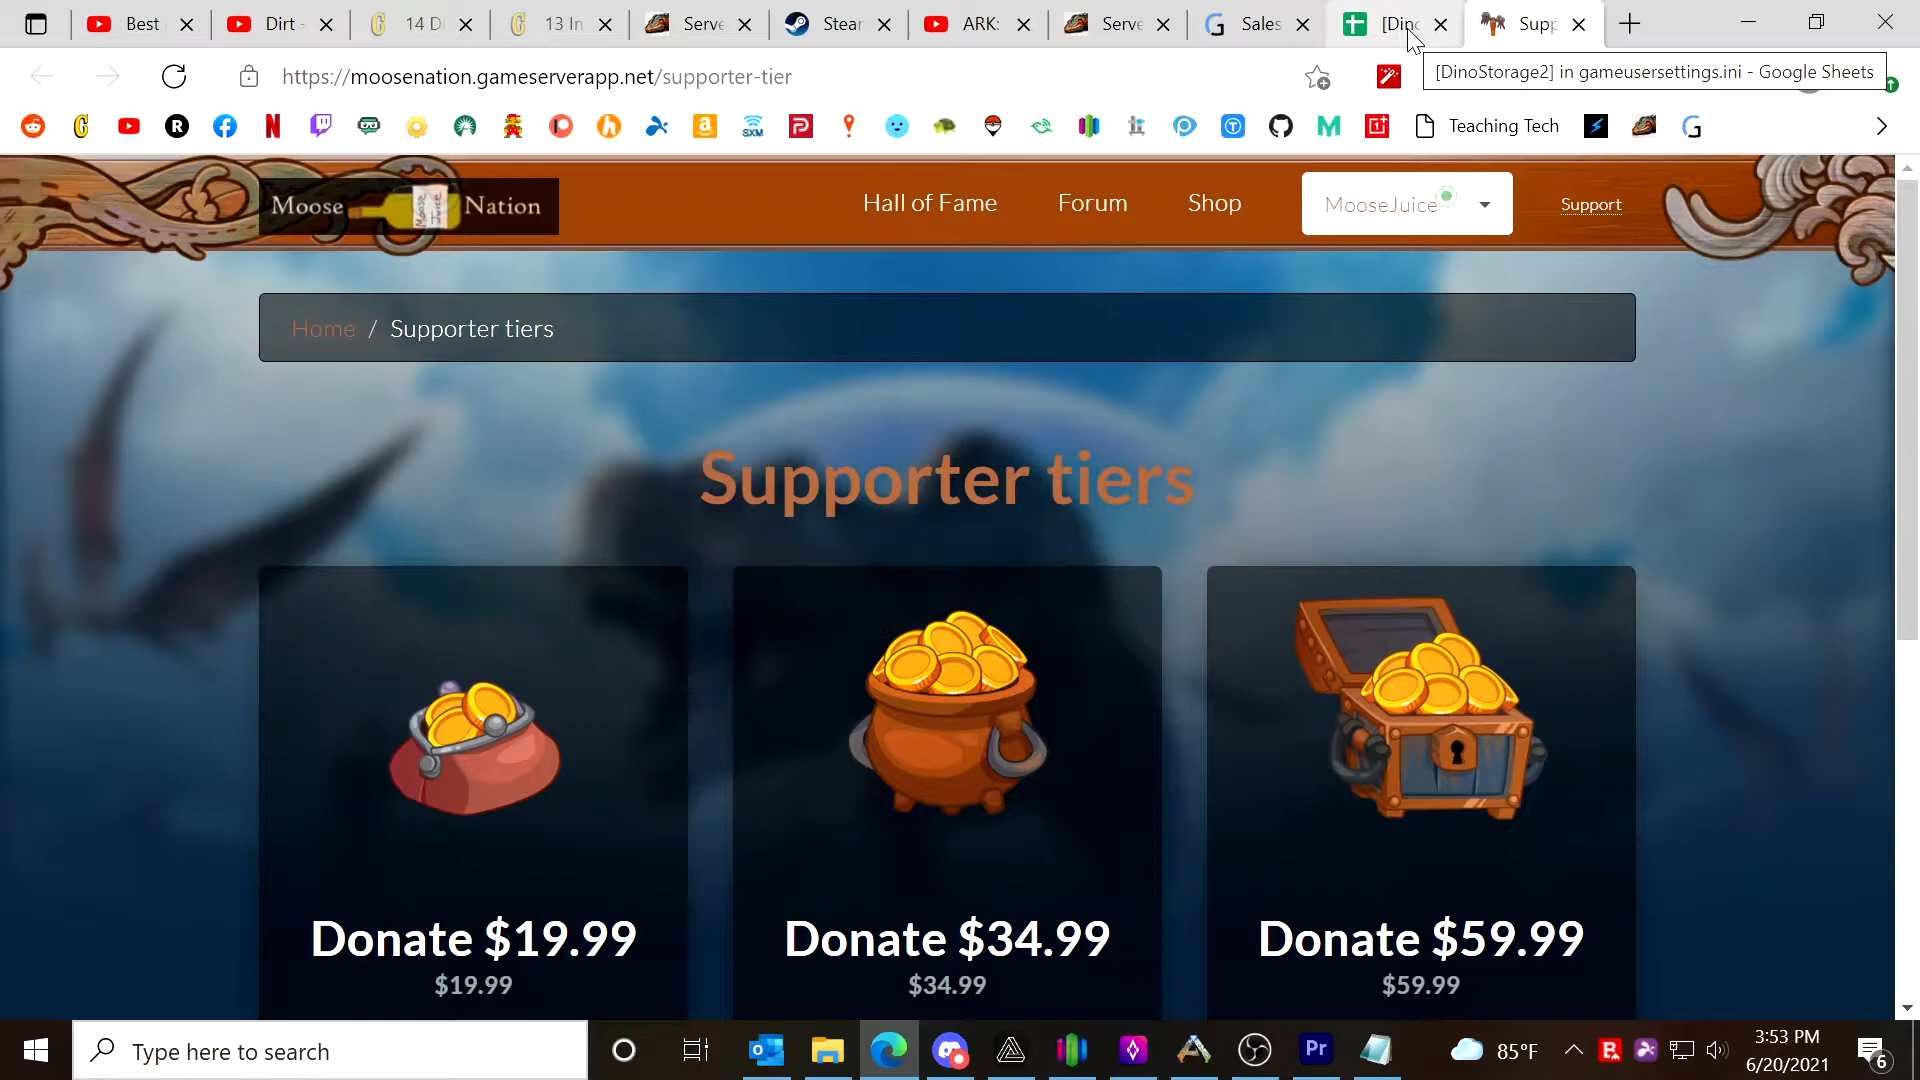 Best
Dirt -
14 D
13 In
Serve
Stear
ARK:
Serve
Sales
[Dino
Supp
https://moosenation.gameserverapp.net/supporter-tier
[DinoStorage2] in gameusersettings.ini - Google Sheets
Teaching Tech
Moose Moose Juice Nation
Hall of Fame
Forum
Shop
MooseJuice
Support
Home / Supporter tiers
Supporter tiers
Donate $19.99
$19.99
Donate $34.99
$34.99
Donate $59.99
$59.99
Type here to search
85°F
3:53 PM
6/20/2021
6